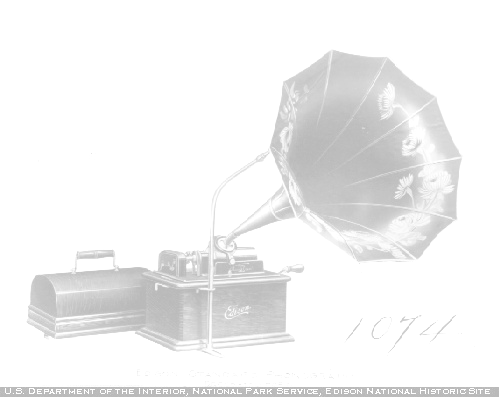 Edison
1074
U.S. Department of the Interior, National Park Service, Edison National Historic Site